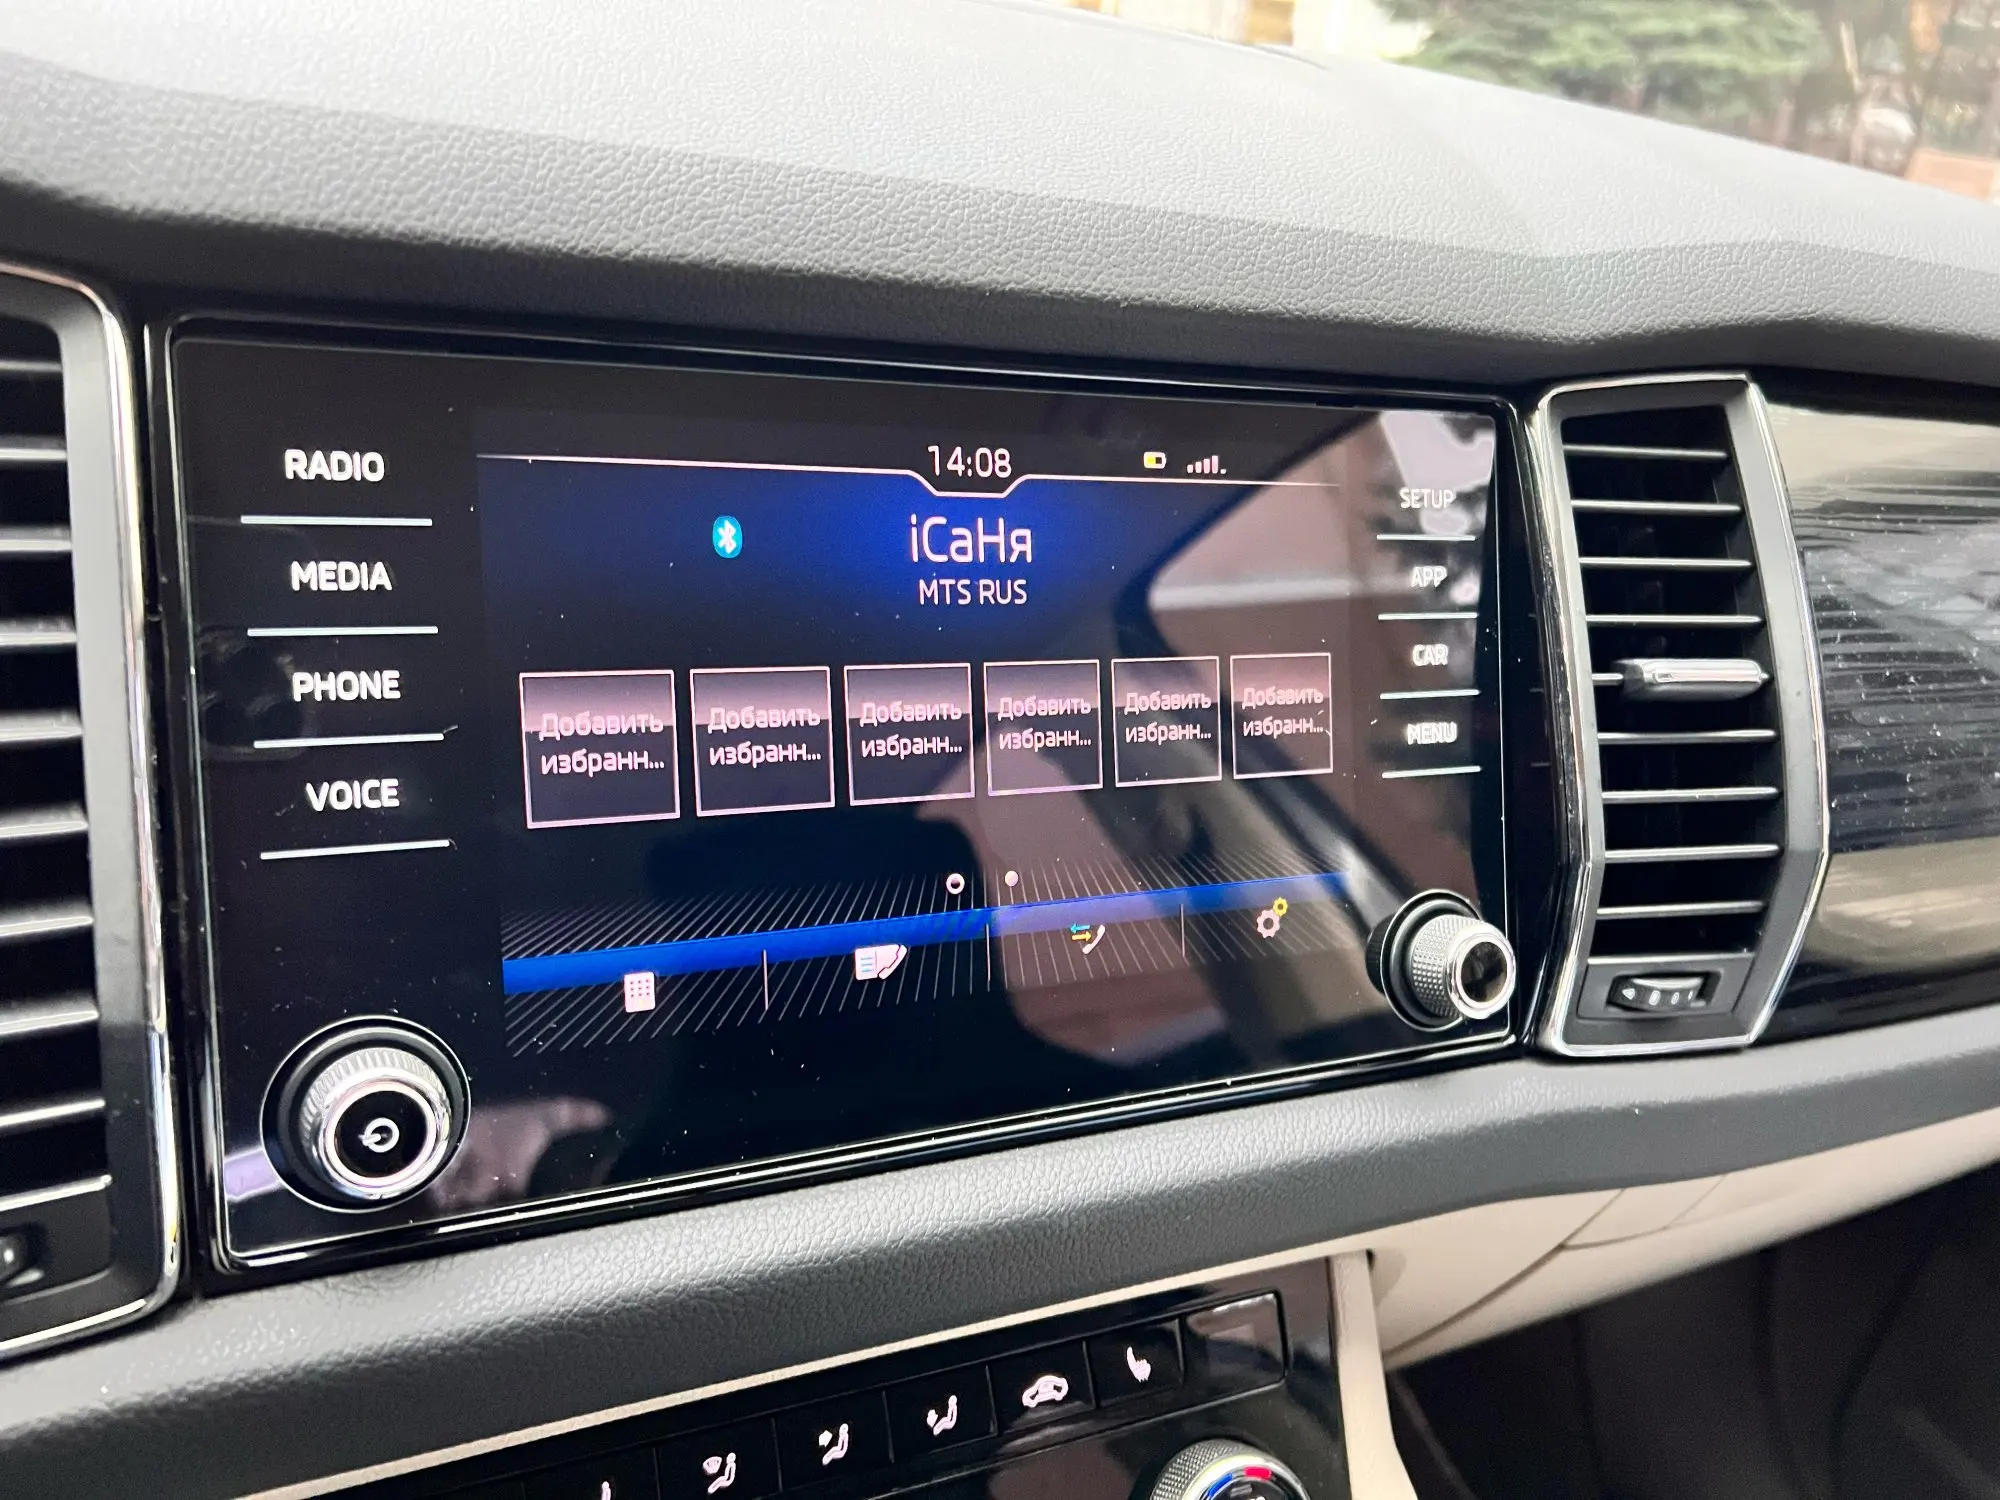 14:08
iCaHя
MTS RUS
RADIO
MEDIA
PHONE
VOICE
SETUP
APP
CAR
MENU
Добавить
избранн...
Добавить
избранн...
Добавить
избранн...
Добавить
избранн...
Добавить
избранн...
Добавить
избранн...